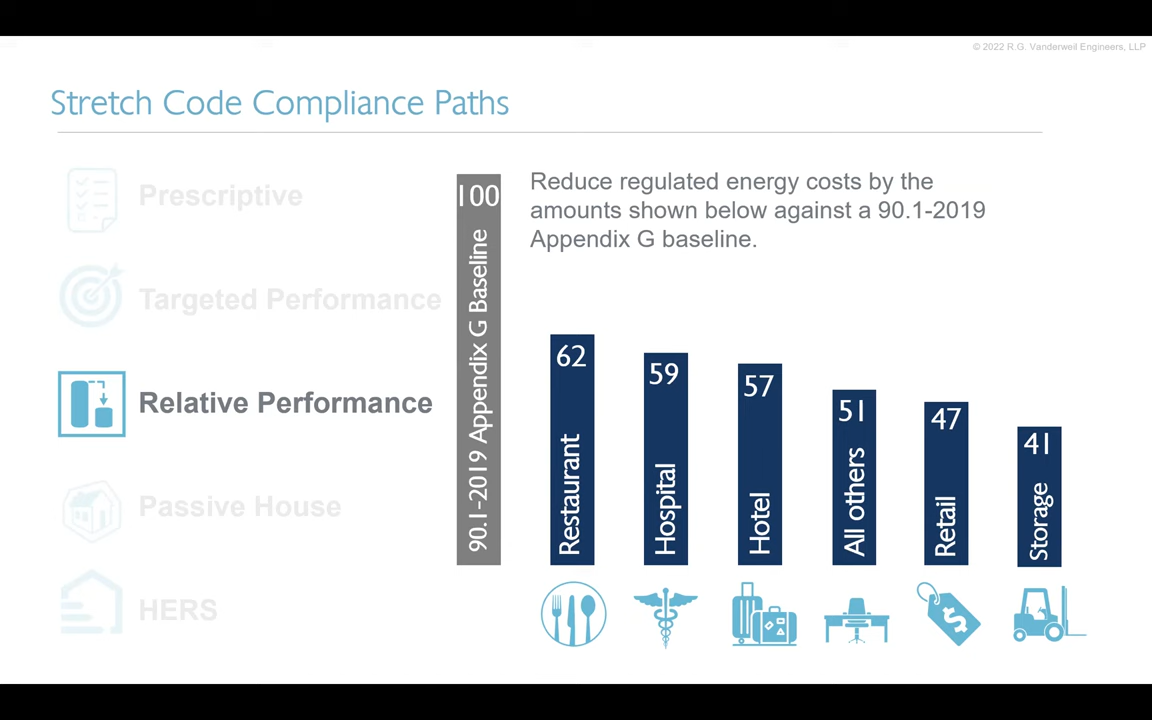 © 2022 R.G. Vanderweil Engineers, LLP
Stretch Code Compliance Paths
Prescriptive
Targeted Performance
Relative Performance
Passive House
HERS
100
90.1-2019 Appendix G Baseline
Reduce regulated energy costs by the
amounts shown below against a 90.1-2019
Appendix G baseline.
62
Restaurant
59
Hospital
57
Hotel
51
All others
47
Retail
41
Storage
$